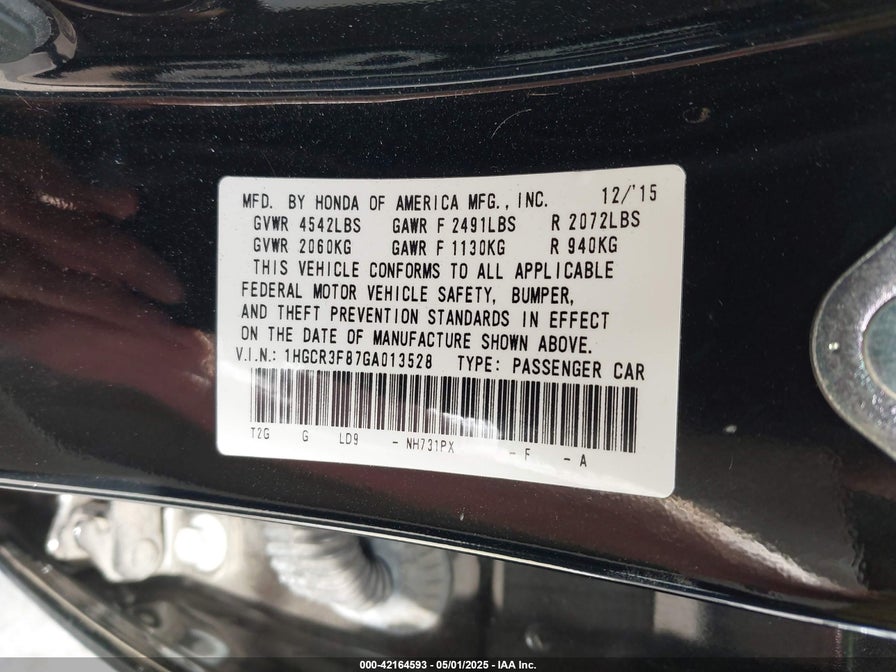 MFD. BY HONDA OF AMERICA MFG., INC. 12/'15
GVWR 4542LBS GAWR F 2491LBS R 2072LBS
GVWR 2060KG GAWR F 1130KG R 940KG
THIS VEHICLE CONFORMS TO ALL APPLICABLE
FEDERAL MOTOR VEHICLE SAFETY, BUMPER,
AND THEFT PREVENTION STANDARDS IN EFFECT
ON THE DATE OF MANUFACTURE SHOWN ABOVE.
V.I.N.: 1HGCR3F87GA013528 TYPE: PASSENGER CAR
T2G G LD9 - NH731PX - F - A
000-42164593 / 05/01/2025 - IAA Inc.